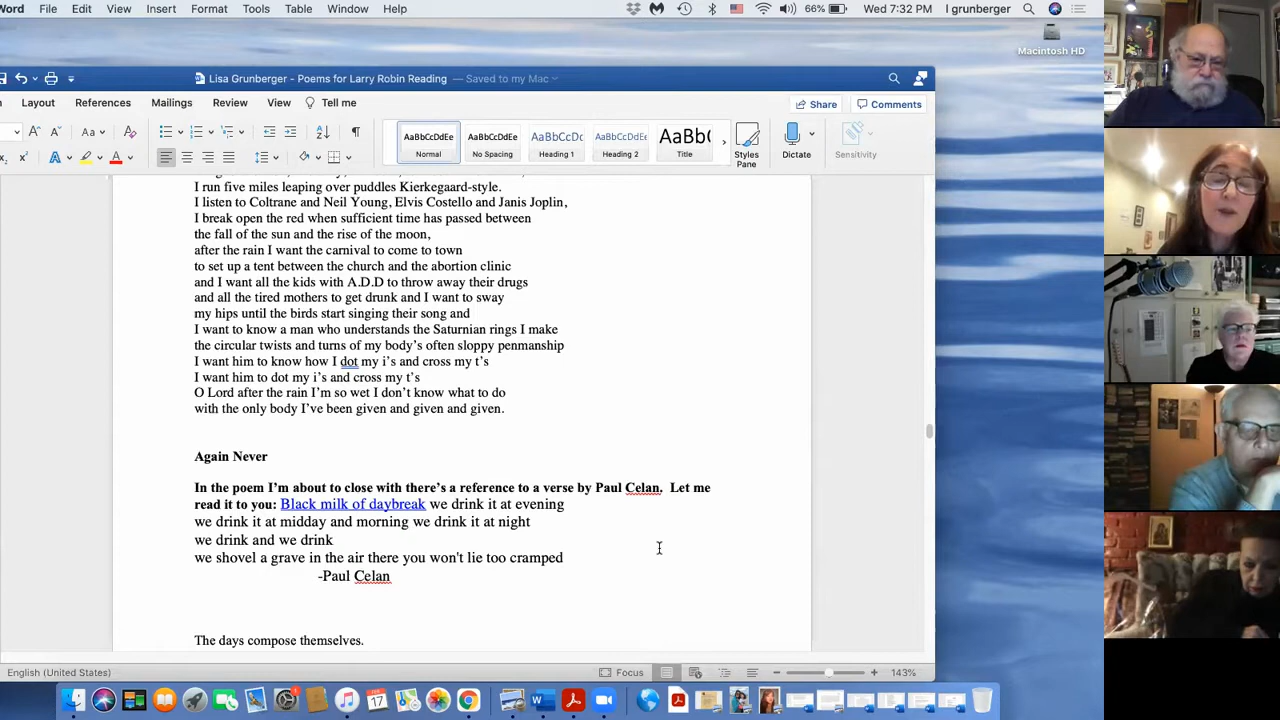 Word File Edit View Insert Format Tools Table Window Help 66% Wed 7:32 PM l grunberger
Macintosh HD
Lisa Grunberger - Poems for Larry Robin Reading — Saved to my Mac
Layout References Mailings Review View Tell me Share Comments
AaBbCcDdEe AaBbCcDdEe AaBbCcDc AaBbCcDdEe AaBb(
Normal No Spacing Heading 1 Heading 2 Title Styles Pane Dictate Sensitivity
I run five miles leaping over puddles Kierkegaard-style.
I listen to Coltrane and Neil Young, Elvis Costello and Janis Joplin,
I break open the red when sufficient time has passed between
the fall of the sun and the rise of the moon,
after the rain I want the carnival to come to town
to set up a tent between the church and the abortion clinic
and I want all the kids with A.D.D to throw away their drugs
and all the tired mothers to get drunk and I want to sway
my hips until the birds start singing their song and
I want to know a man who understands the Saturnian rings I make
the circular twists and turns of my body's often sloppy penmanship
I want him to know how I dot my i's and cross my t's
I want him to dot my i's and cross my t's
O Lord after the rain I'm so wet I don't know what to do
with the only body I've been given and given and given.
Again Never
In the poem I'm about to close with there's a reference to a verse by Paul Celan. Let me
read it to you: Black milk of daybreak we drink it at evening
we drink it at midday and morning we drink it at night
we drink and we drink
we shovel a grave in the air there you won't lie too cramped
-Paul Celan
The days compose themselves.
English (United States) Focus 143%
FEB
17